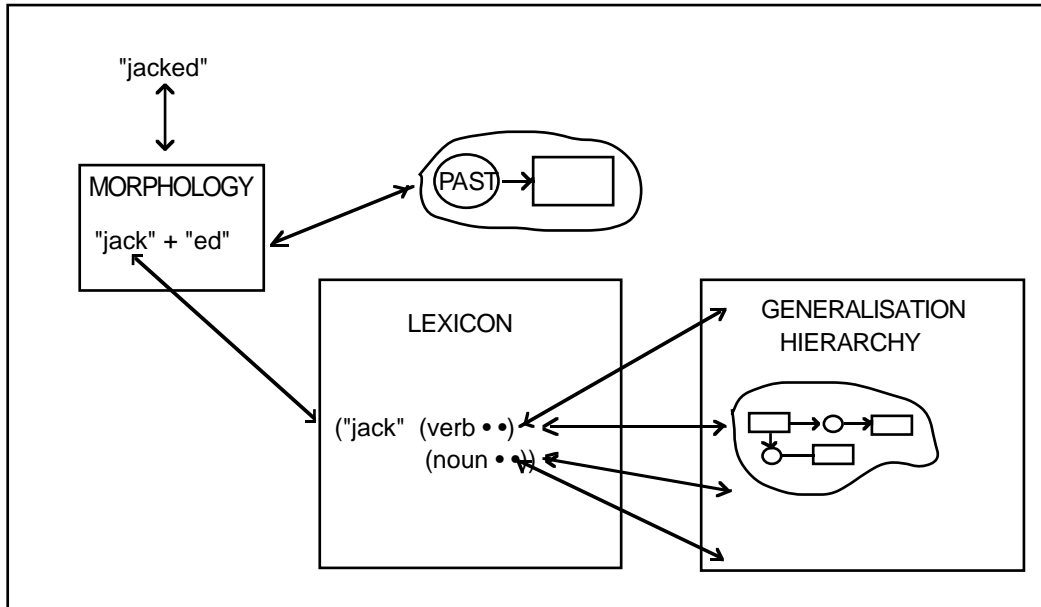 "jacked"
MORPHOLOGY
"jack" + "ed"
PAST
LEXICON
("jack" (verb • •)
(noun • •))
GENERALISATION
HIERARCHY